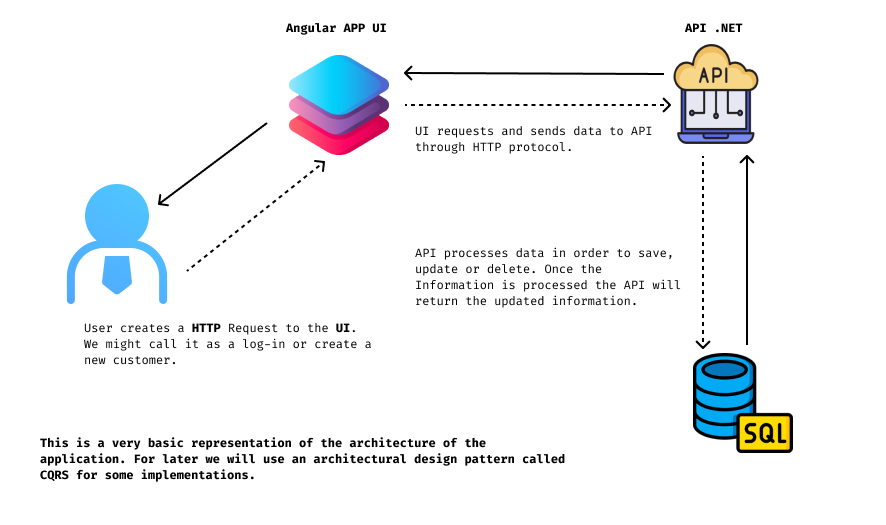 Angular APP UI
API .NET
API
UI requests and sends data to API
through HTTP protocol.
API processes data in order to save,
update or delete. Once the
Information is processed the API will
return the updated information.
User creates a HTTP Request to the UI.
We might call it as a log-in or create a
new customer.
SQL
This is a very basic representation of the architecture of the
application. For later we will use an architectural design pattern called
CQRS for some implementations.